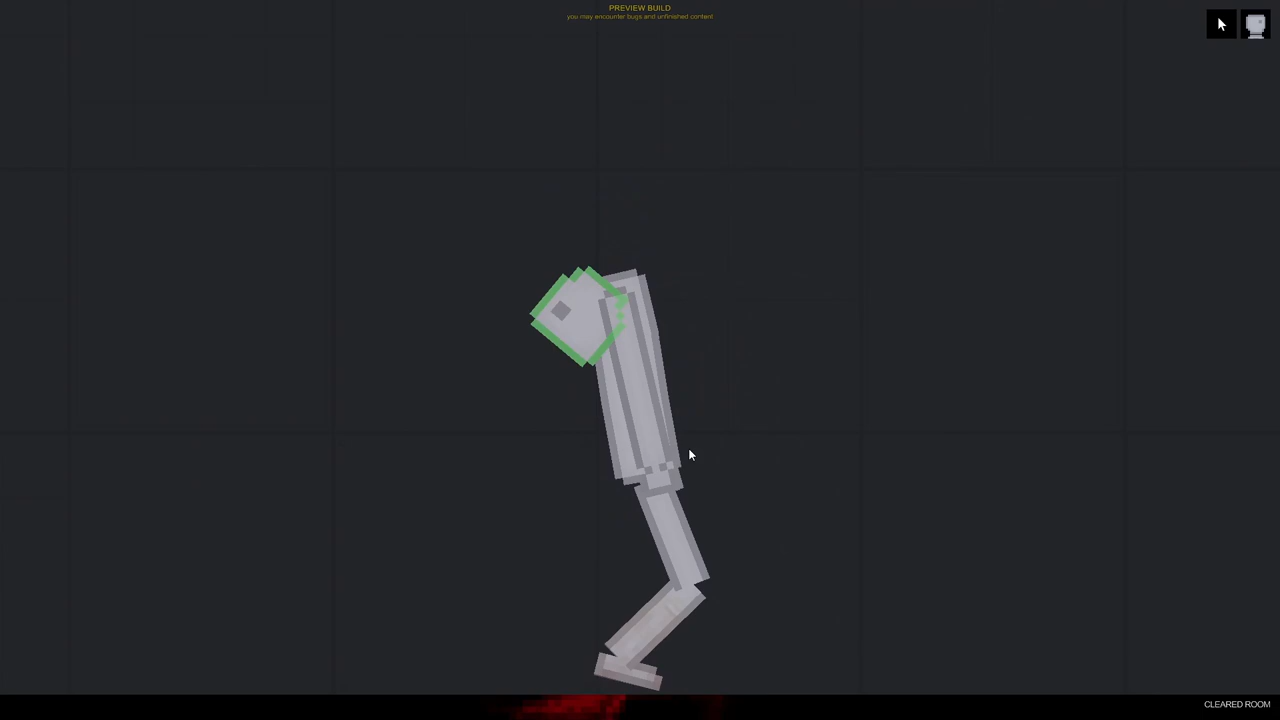 PREVIEW BUILD
you may encounter bugs and unfinished content
CLEARED ROOM